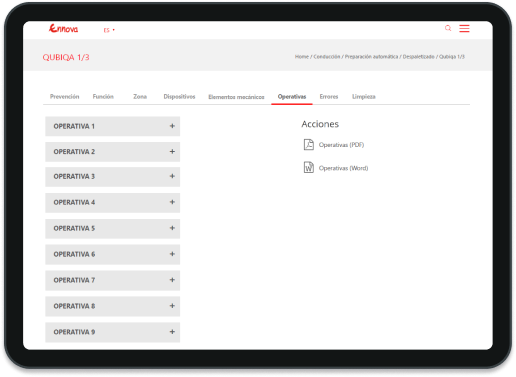 Ennova
ES
QUBIQA 1/3
Home / Conducción / Preparación automática / Despaletizado / Qubiqa 1/3
Prevención Función Zona Dispositivos Elementos mecánicos Operativas Errores Limpieza
OPERATIVA 1 +
Acciones
OPERATIVA 2 +
Operativas (PDF)
OPERATIVA 3 +
Operativas (Word)
OPERATIVA 4 +
OPERATIVA 5 +
OPERATIVA 6 +
OPERATIVA 7 +
OPERATIVA 8 +
OPERATIVA 9 +